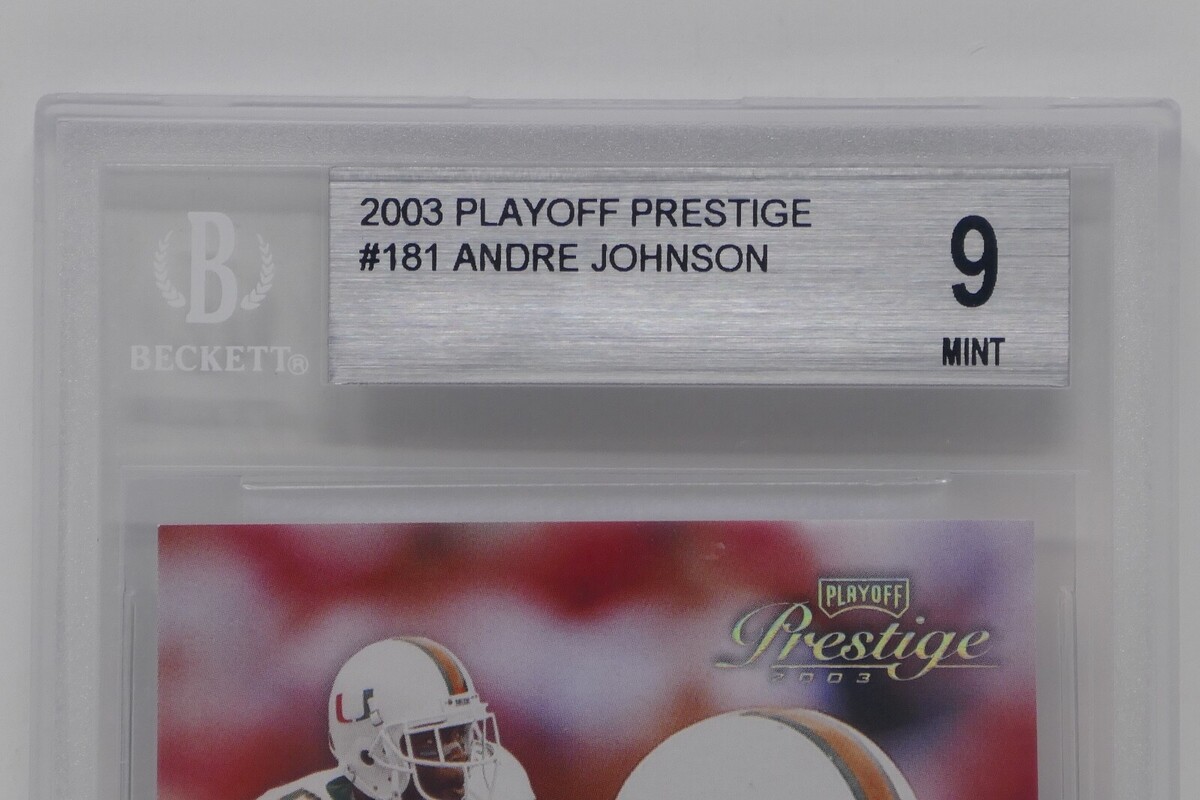 2003 PLAYOFF PRESTIGE
#181 ANDRE JOHNSON
9
MINT
B
BECKETT®
PLAYOFF
Prestige
2003
U